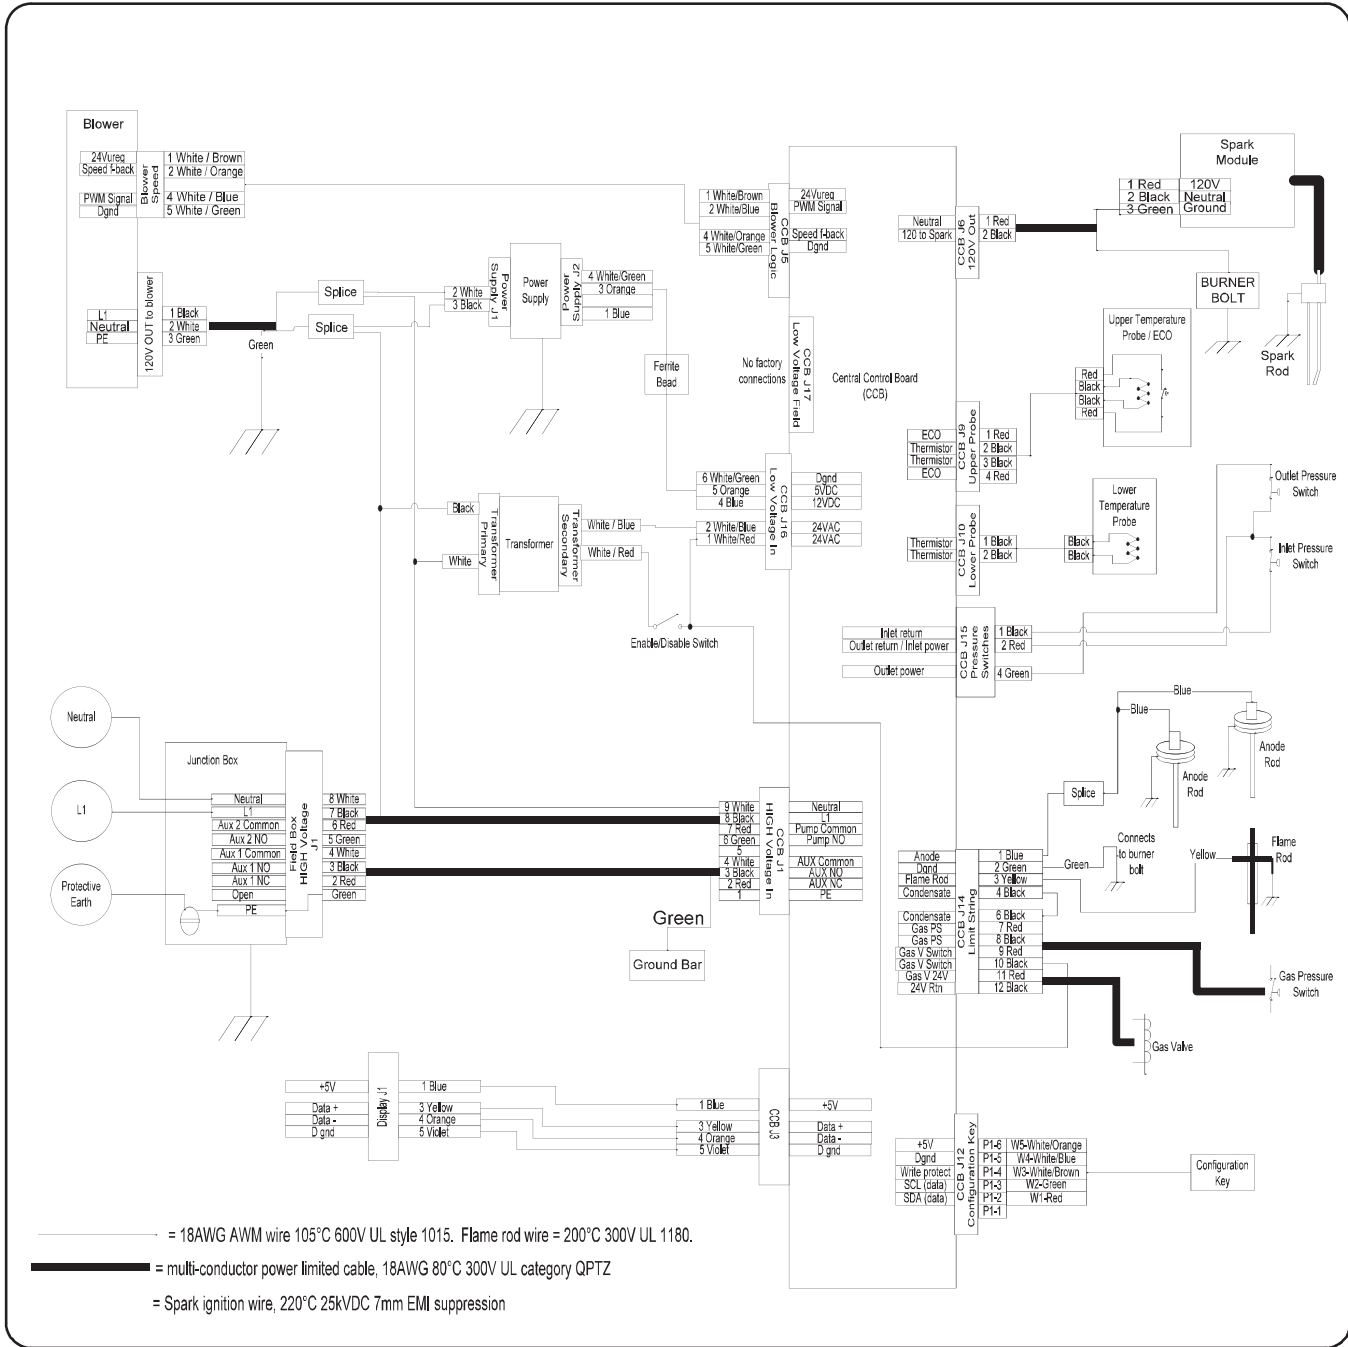 Blower
24Vureg
Speed f-back
PWM Signal
Dgnd
Blower Speed
1 White / Brown
2 White / Orange
4 White / Blue
5 White / Green
L1
Neutral
PE
120V OUT to blower
1 Black
2 White
3 Green
Green
Splice
Splice
2 White
3 Black
Power Supply J1
Power Supply
Power Supply J2
4 White/Green
3 Orange
1 Blue
Ferrite Bead
1 White/Brown
2 White/Blue
4 White/Orange
5 White/Green
CCB J5
Blower Logic
24Vureg
PWM Signal
Speed f-back
Dgnd
No factory connections
CCB J17
Low Voltage Field
Central Control Board
(CCB)
6 White/Green
5 Orange
4 Blue
2 White/Blue
1 White/Red
CCB J16
Low Voltage In
Dgnd
5VDC
12VDC
24VAC
24VAC
Black
White
Transformer Primary
Transformer
Transformer Secondary
White / Blue
White / Red
Enable/Disable Switch
Neutral
120 to Spark
CCB J6
120V Out
1 Red
2 Black
Spark Module
1 Red
2 Black
3 Green
120V
Neutral
Ground
BURNER BOLT
Spark Rod
Upper Temperature Probe / ECO
Red
Black
Black
Red
ECO
Thermistor
Thermistor
ECO
CCB J9
Upper Probe
1 Red
2 Black
3 Black
4 Red
Lower Temperature Probe
Black
Black
Thermistor
Thermistor
CCB J10
Lower Probe
1 Black
2 Black
Outlet Pressure Switch
Inlet Pressure Switch
Inlet return
Outlet return / Inlet power
Outlet power
CCB J15
Pressure Switches
1 Black
2 Red
4 Green
Neutral
L1
Protective Earth
Junction Box
Neutral
L1
Aux 2 Common
Aux 2 NO
Aux 1 Common
Aux 1 NO
Aux 1 NC
Open
PE
Field Box
HIGH Voltage
J1
8 White
7 Black
6 Red
5 Green
4 White
3 Black
2 Red
Green
9 White
8 Black
7 Red
6 Green
5
4 White
3 Black
2 Red
1
CCB J1
HIGH Voltage In
Neutral
L1
Pump Common
Pump NO
AUX Common
AUX NO
AUX NC
PE
Green
Ground Bar
Blue
Blue
Anode Rod
Anode Rod
Splice
Connects to burner bolt
Green
Yellow
Flame Rod
Anode
Dgnd
Flame Rod
Condensate
Condensate
Gas PS
Gas PS
Gas V Switch
Gas V Switch
Gas V 24V
24V Rtn
CCB J14
Limit String
1 Blue
2 Green
3 Yellow
4 Black
6 Black
7 Red
8 Black
9 Red
10 Black
11 Red
12 Black
Gas Pressure Switch
Gas Valve
+5V
Data +
Data -
D gnd
Display J1
1 Blue
3 Yellow
4 Orange
5 Violet
1 Blue
3 Yellow
4 Orange
5 Violet
CCB J3
+5V
Data +
Data -
D gnd
+5V
Dgnd
Write protect
SCL (data)
SDA (data)
CCB J12
Configuration Key
P1-6
P1-5
P1-4
P1-3
P1-2
P1-1
W5-White/Orange
W4-White/Blue
W3-White/Brown
W2-Green
W1-Red
Configuration Key
= 18AWG AWM wire 105°C 600V UL style 1015. Flame rod wire = 200°C 300V UL 1180.
= multi-conductor power limited cable, 18AWG 80°C 300V UL category QPTZ
= Spark ignition wire, 220°C 25kVDC 7mm EMI suppression